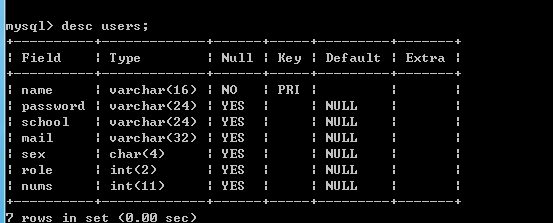 mysql> desc users;
+----------+-------------+------+-----+---------+-------+
| Field    | Type        | Null | Key | Default | Extra |
+----------+-------------+------+-----+---------+-------+
| name     | varchar(16) | NO   | PRI |         |       |
| password | varchar(24) | YES  |     | NULL    |       |
| school   | varchar(24) | YES  |     | NULL    |       |
| mail     | varchar(32) | YES  |     | NULL    |       |
| sex      | char(4)     | YES  |     | NULL    |       |
| role     | int(2)      | YES  |     | NULL    |       |
| nums     | int(11)     | YES  |     | NULL    |       |
+----------+-------------+------+-----+---------+-------+
7 rows in set (0.00 sec)